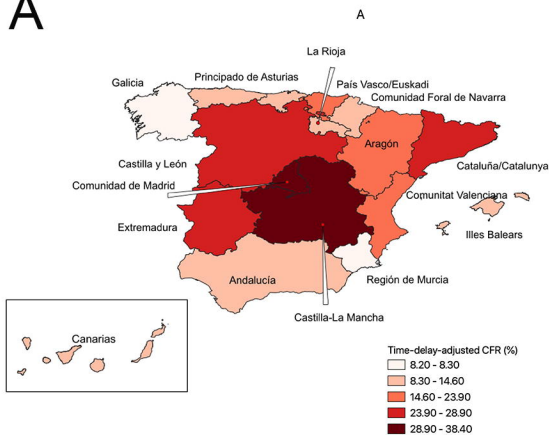 A
A
La Rioja
Galicia
Principado de Asturias
País Vasco/Euskadi
Comunidad Foral de Navarra
Aragón
Castilla y León
Cataluña/Catalunya
Comunidad de Madrid
Comunitat Valenciana
Extremadura
Illes Balears
Andalucía
Región de Murcia
Castilla-La Mancha
Canarias
Time-delay-adjusted CFR (%)
8.20 - 8.30
8.30 - 14.60
14.60 - 23.90
23.90 - 28.90
28.90 - 38.40